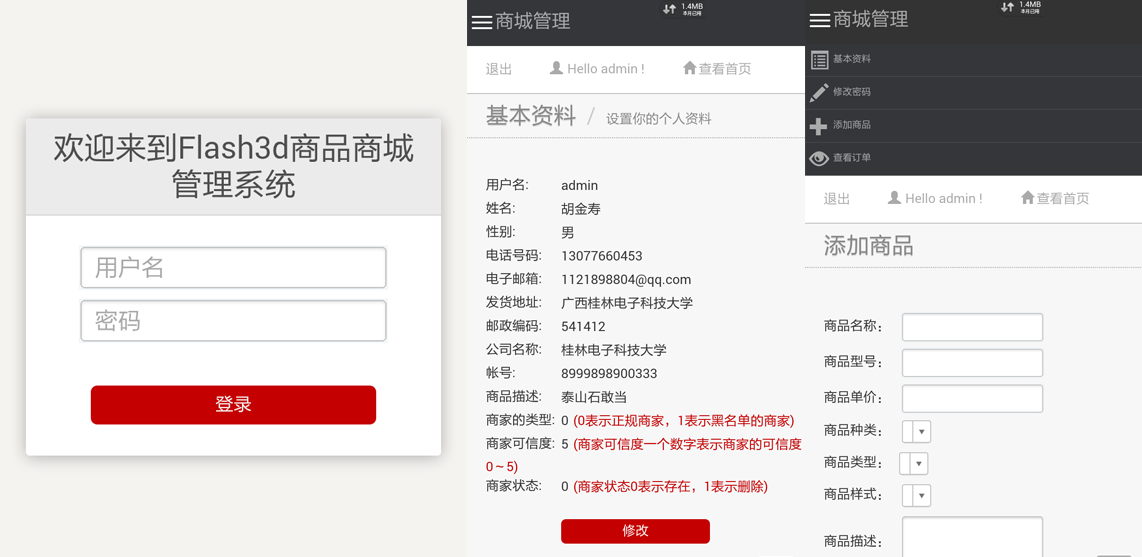 欢迎来到Flash3d商品商城
管理系统
用户名
密码
登录
商城管理
1.4MB
本月已用
退出 Hello admin ! 查看首页
基本资料 / 设置你的个人资料
用户名: admin
姓名: 胡金寿
性别: 男
电话号码: 13077660453
电子邮箱: 1121898804@qq.com
发货地址: 广西桂林电子科技大学
邮政编码: 541412
公司名称: 桂林电子科技大学
帐号: 8999898900333
商品描述: 泰山石敢当
商家的类型: 0 (0表示正规商家，1表示黑名单的商家)
商家可信度: 5 (商家可信度一个数字表示商家的可信度
0～5)
商家状态: 0 (商家状态0表示存在，1表示删除)
修改
商城管理
1.4MB
本月已用
基本资料
修改密码
添加商品
查看订单
退出 Hello admin ! 查看首页
添加商品
商品名称：
商品型号：
商品单价：
商品种类：
商品类型：
商品样式：
商品描述：